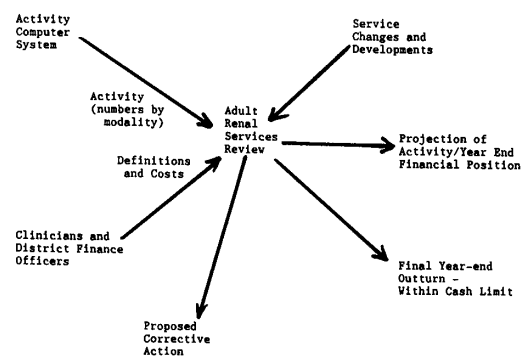 Activity
Computer
System
Service
Changes and
Developments
Activity
(numbers by
modality)
Adult
Renal
Services
Review
Definitions
and Costs
Projection of
Activity/Year End
Financial Position
Clinicians and
District Finance
Officers
Final Year-end
Outturn -
Within Cash Limit
Proposed
Corrective
Action